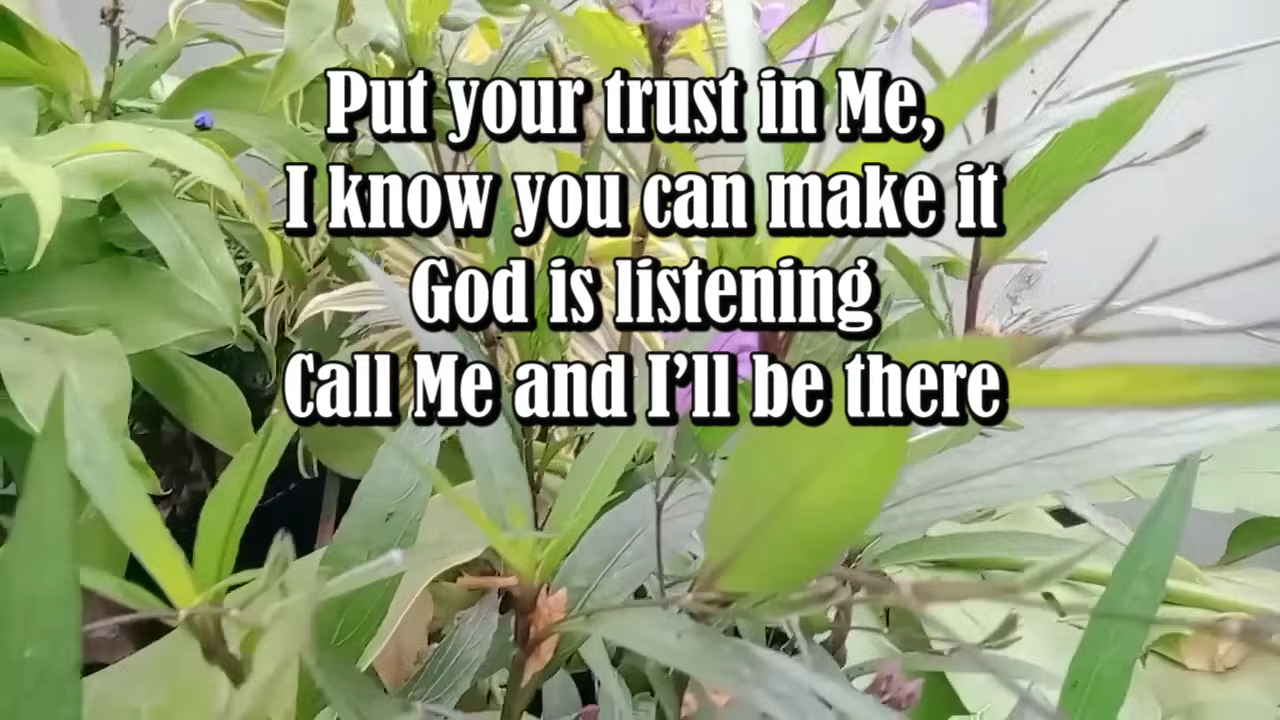 Put your trust in Me,
I know you can make it
God is listening
Call Me and I'll be there